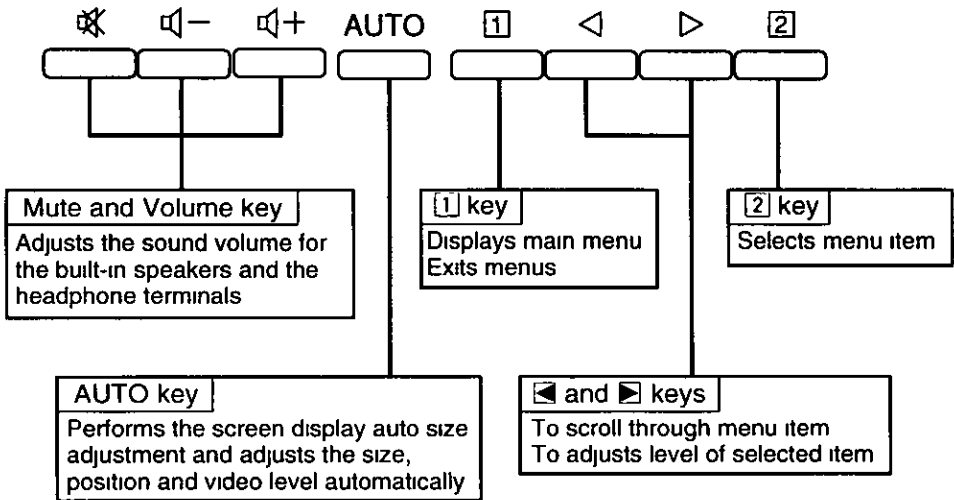 − + AUTO 1 2
Mute and Volume key
Adjusts the sound volume for
the built-in speakers and the
headphone terminals
1 key
Displays main menu
Exits menus
2 key
Selects menu item
AUTO key
Performs the screen display auto size
adjustment and adjusts the size,
position and video level automatically
◀ and ▶ keys
To scroll through menu item
To adjusts level of selected item